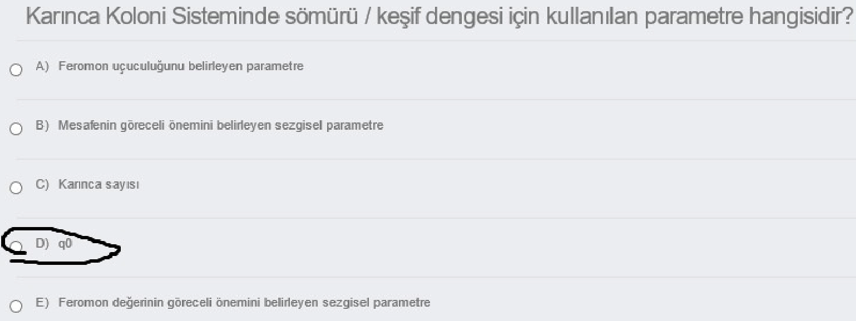 Karınca Koloni Sisteminde sömürü / keşif dengesi için kullanılan parametre hangisidir?
A) Feromon uçuculuğunu belirleyen parametre
B) Mesafenin göreceli önemini belirleyen sezgisel parametre
C) Karınca sayısı
D) q0
E) Feromon değerinin göreceli önemini belirleyen sezgisel parametre